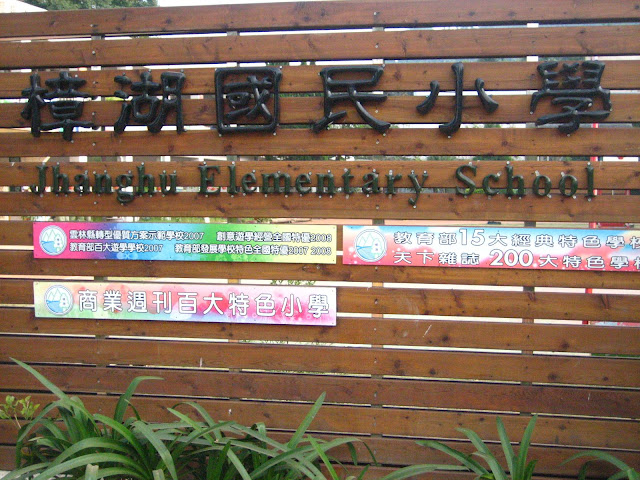 樟湖國民小學
Jhanghu Elementary School
雲林縣轉型優質方案示範學校2007 創意遊學經營全國特優2008
教育部百大遊學學校2007 教育部發展學校特色全國特優2007 2008
教育部15大經典特色學校
天下雜誌 200大特色學校
商業週刊百大特色小學